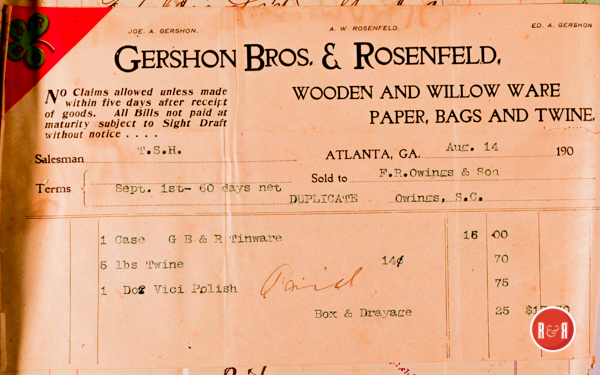 JOE. A. GERSHON. A. W. ROSENFELD. ED. A. GERSHON
GERSHON BROS. & ROSENFELD,
No Claims allowed unless made
within five days after receipt
of goods. All Bills not paid at
maturity subject to Sight Draft
without notice . . . .
WOODEN AND WILLOW WARE
PAPER, BAGS AND TWINE.
Salesman T.S.H. ATLANTA, GA. Aug. 14 190
Terms Sept. 1st- 60 days net Sold to F.R.Owings & Son
DUPLICATE Owings, S.C.
1 Case G B & R Tinware 15 00
5 lbs Twine 14¢ 70
1 Doz Vici Polish 75
Paid
Box & Drayage 25
R&R